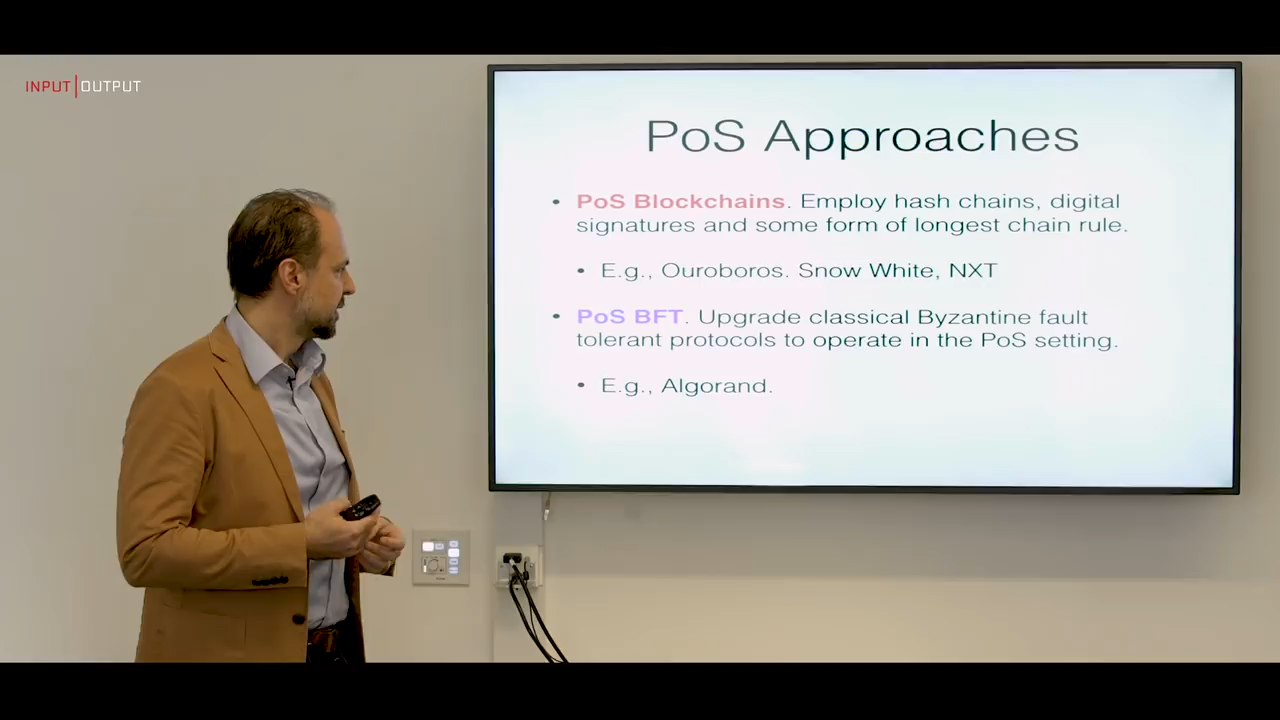 INPUT|OUTPUT
PoS Approaches
• PoS Blockchains. Employ hash chains, digital
signatures and some form of longest chain rule.
• E.g., Ouroboros. Snow White, NXT
• PoS BFT. Upgrade classical Byzantine fault
tolerant protocols to operate in the PoS setting.
• E.g., Algorand.